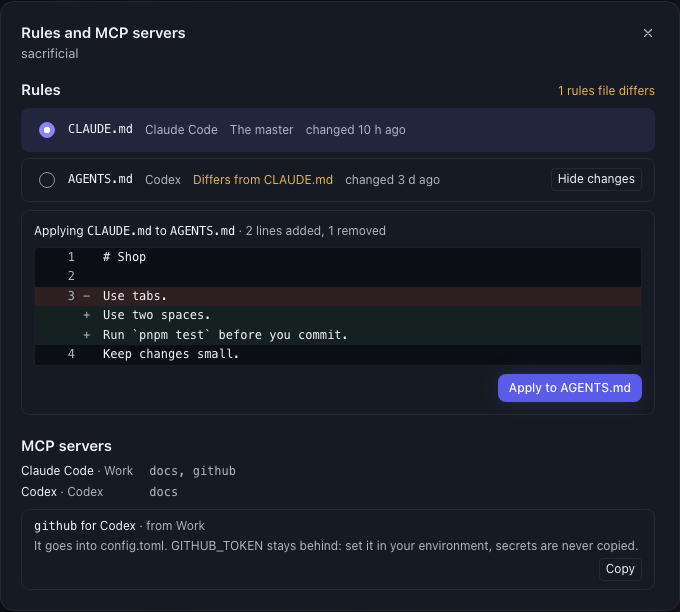 Rules and MCP servers
sacrificial
Rules
1 rules file differs
CLAUDE.md Claude Code The master changed 10 h ago
AGENTS.md Codex Differs from CLAUDE.md changed 3 d ago Hide changes
Applying CLAUDE.md to AGENTS.md · 2 lines added, 1 removed
1 # Shop
2
3 − Use tabs.
+ Use two spaces.
+ Run `pnpm test` before you commit.
4 Keep changes small.
Apply to AGENTS.md
MCP servers
Claude Code · Work docs, github
Codex · Codex docs
github for Codex · from Work
It goes into config.toml. GITHUB_TOKEN stays behind: set it in your environment, secrets are never copied.
Copy